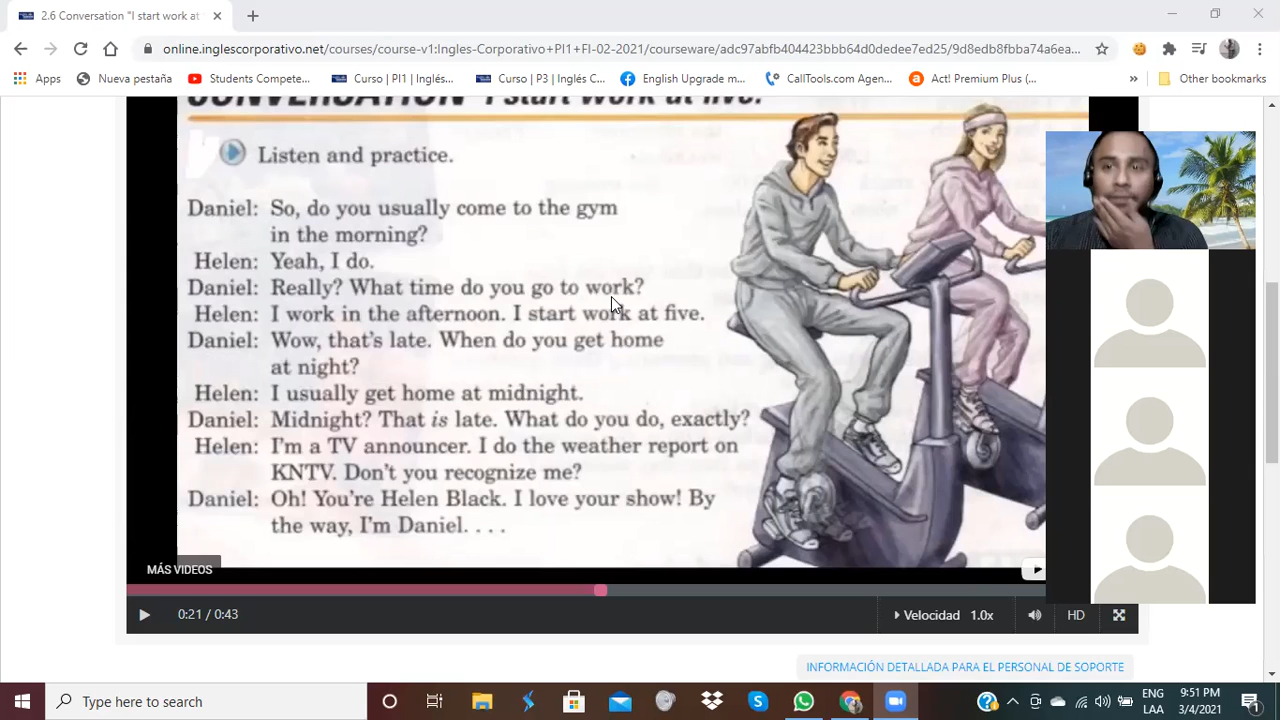 2.6 Conversation "I start work at
online.inglescorporativo.net/courses/course-v1:Ingles-Corporativo+PI1+FI-02-2021/courseware/adc97abfb404423bbb64d0dedee7ed25/9d8edb8fbba74a6ea...
Apps
Nueva pestaña
Students Compete...
Curso | PI1 | Inglés...
Curso | P3 | Inglés C...
English Upgrade m...
CallTools.com Agen...
Act! Premium Plus (...
»
Other bookmarks
CONVERSATION I start work at five.
Listen and practice.
Daniel: So, do you usually come to the gym
in the morning?
Helen: Yeah, I do.
Daniel: Really? What time do you go to work?
Helen: I work in the afternoon. I start work at five.
Daniel: Wow, that's late. When do you get home
at night?
Helen: I usually get home at midnight.
Daniel: Midnight? That is late. What do you do, exactly?
Helen: I'm a TV announcer. I do the weather report on
KNTV. Don't you recognize me?
Daniel: Oh! You're Helen Black. I love your show! By
the way, I'm Daniel. . . .
MÁS VIDEOS
0:21 / 0:43
Velocidad 1.0x
HD
INFORMACIÓN DETALLADA PARA EL PERSONAL DE SOPORTE
Type here to search
ENG
LAA
9:51 PM
3/4/2021